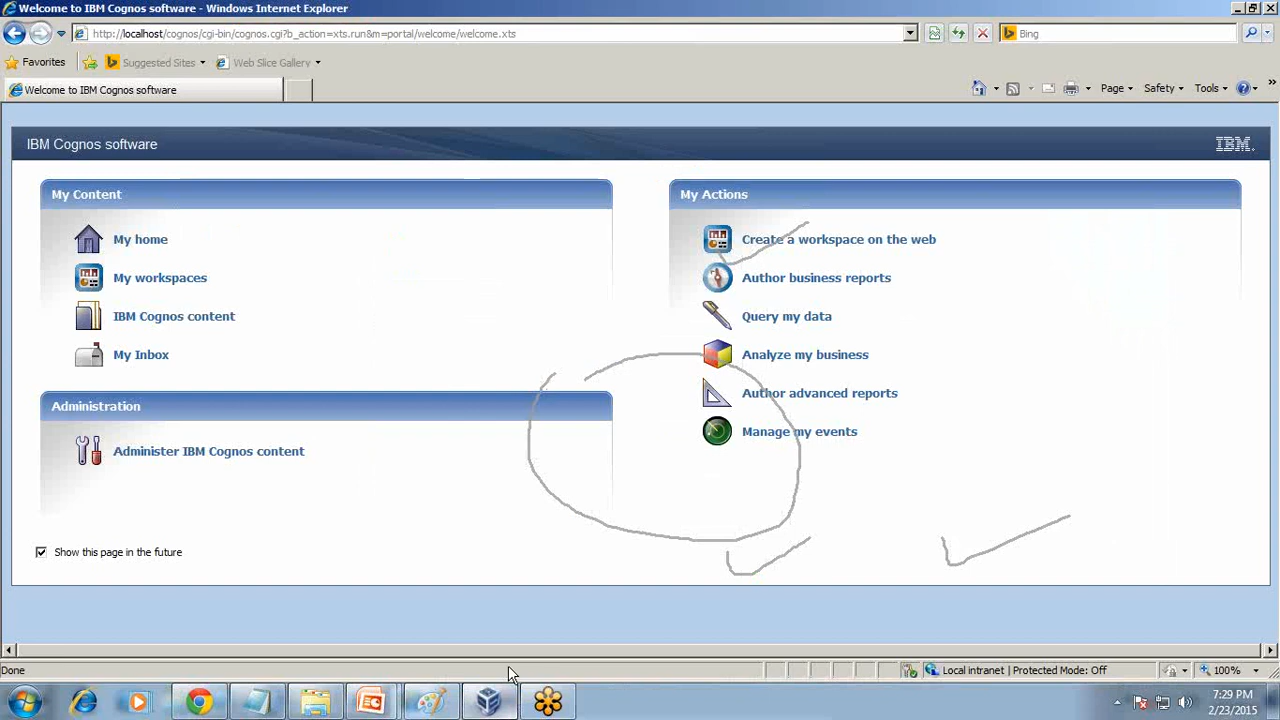 Welcome to IBM Cognos software - Windows Internet Explorer
http://localhost/cognos/cgi-bin/cognos.cgi?b_action=xts.run&m=portal/welcome/welcome.xts
Bing
Favorites
Suggested Sites
Web Slice Gallery
Welcome to IBM Cognos software
Page
Safety
Tools
IBM Cognos software
IBM
My Content
My home
My workspaces
IBM Cognos content
My Inbox
Administration
Administer IBM Cognos content
Show this page in the future
My Actions
Create a workspace on the web
Author business reports
Query my data
Analyze my business
Author advanced reports
Manage my events
Done
Local intranet | Protected Mode: Off
100%
7:29 PM
2/23/2015